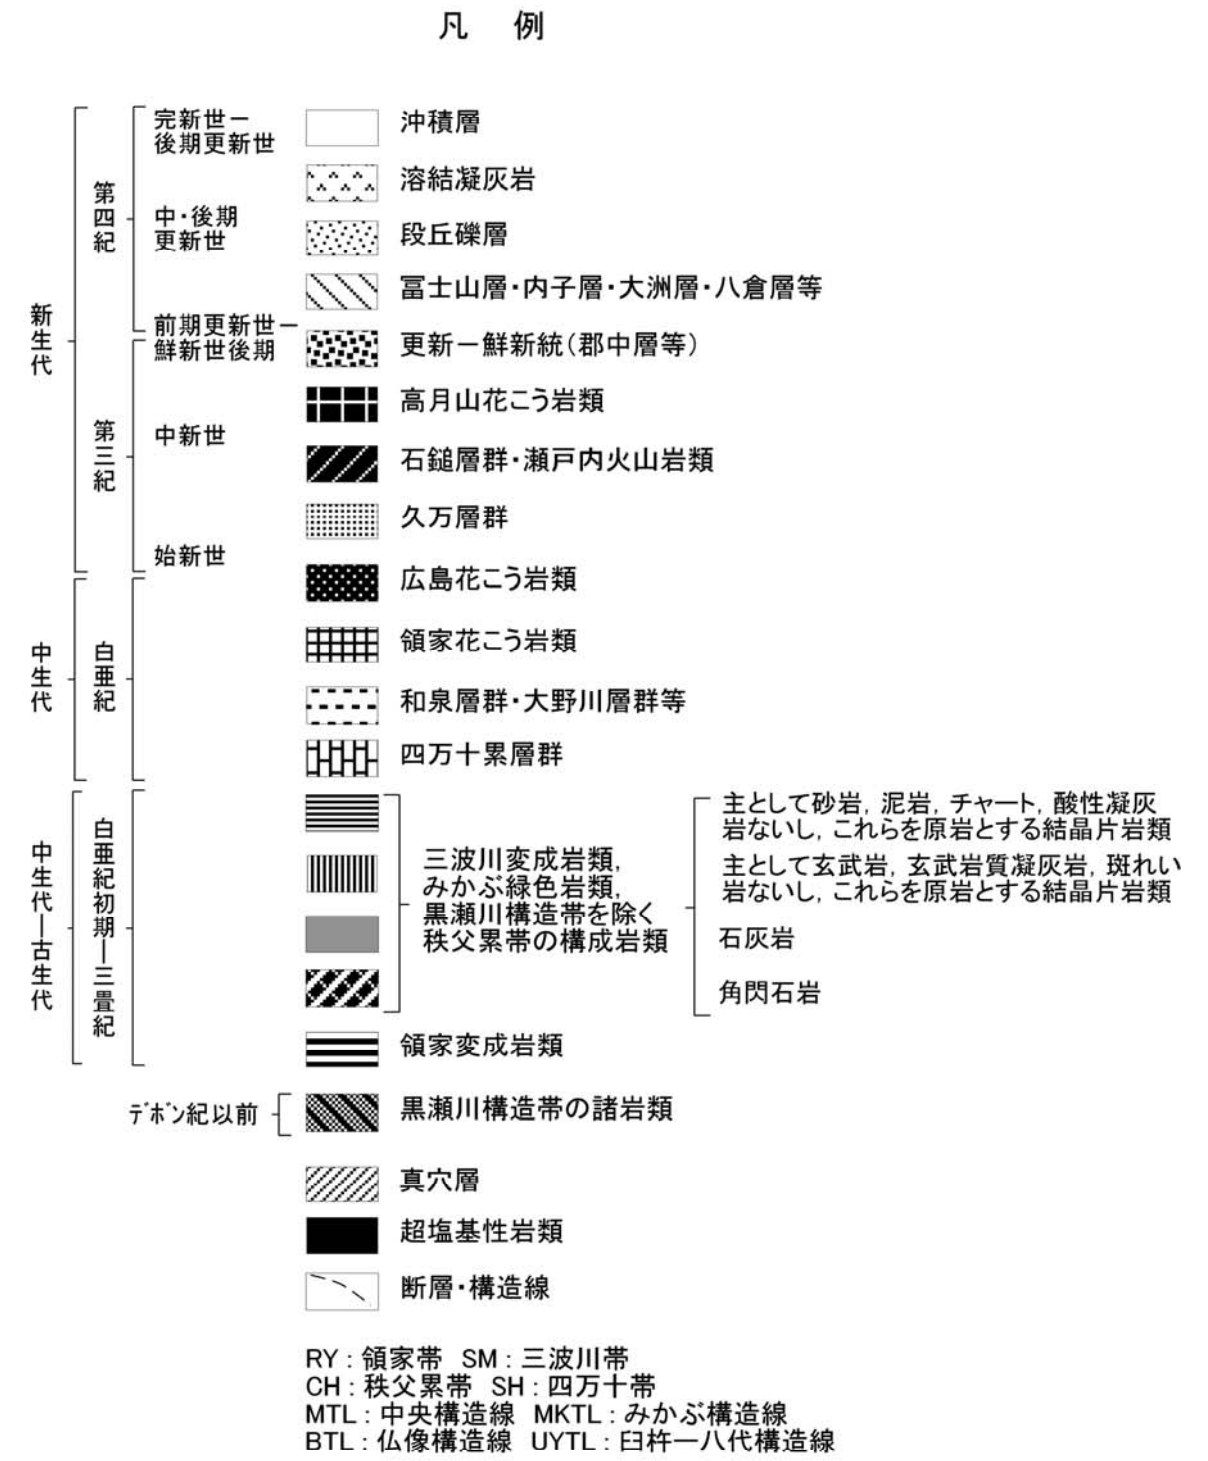 凡 例
新生代
第四紀
完新世ー
後期更新世
沖積層
溶結凝灰岩
中・後期
更新世
段丘礫層
冨士山層・内子層・大洲層・八倉層等
前期更新世ー
鮮新世後期
更新ー鮮新統(郡中層等)
第三紀
高月山花こう岩類
中新世
石鎚層群・瀬戸内火山岩類
久万層群
始新世
中生代
白亜紀
広島花こう岩類
領家花こう岩類
和泉層群・大野川層群等
四万十累層群
中生代ー古生代
白亜紀初期ー三畳紀
三波川変成岩類,
みかぶ緑色岩類,
黒瀬川構造帯を除く
秩父累帯の構成岩類
主として砂岩, 泥岩, チャート, 酸性凝灰
岩ないし, これらを原岩とする結晶片岩類
主として玄武岩, 玄武岩質凝灰岩, 斑れい
岩ないし, これらを原岩とする結晶片岩類
石灰岩
角閃石岩
領家変成岩類
ﾃﾞﾎﾞﾝ紀以前
黒瀬川構造帯の諸岩類
真穴層
超塩基性岩類
断層・構造線
RY : 領家帯 SM : 三波川帯
CH : 秩父累帯 SH : 四万十帯
MTL : 中央構造線 MKTL : みかぶ構造線
BTL : 仏像構造線 UYTL : 臼杵ー八代構造線